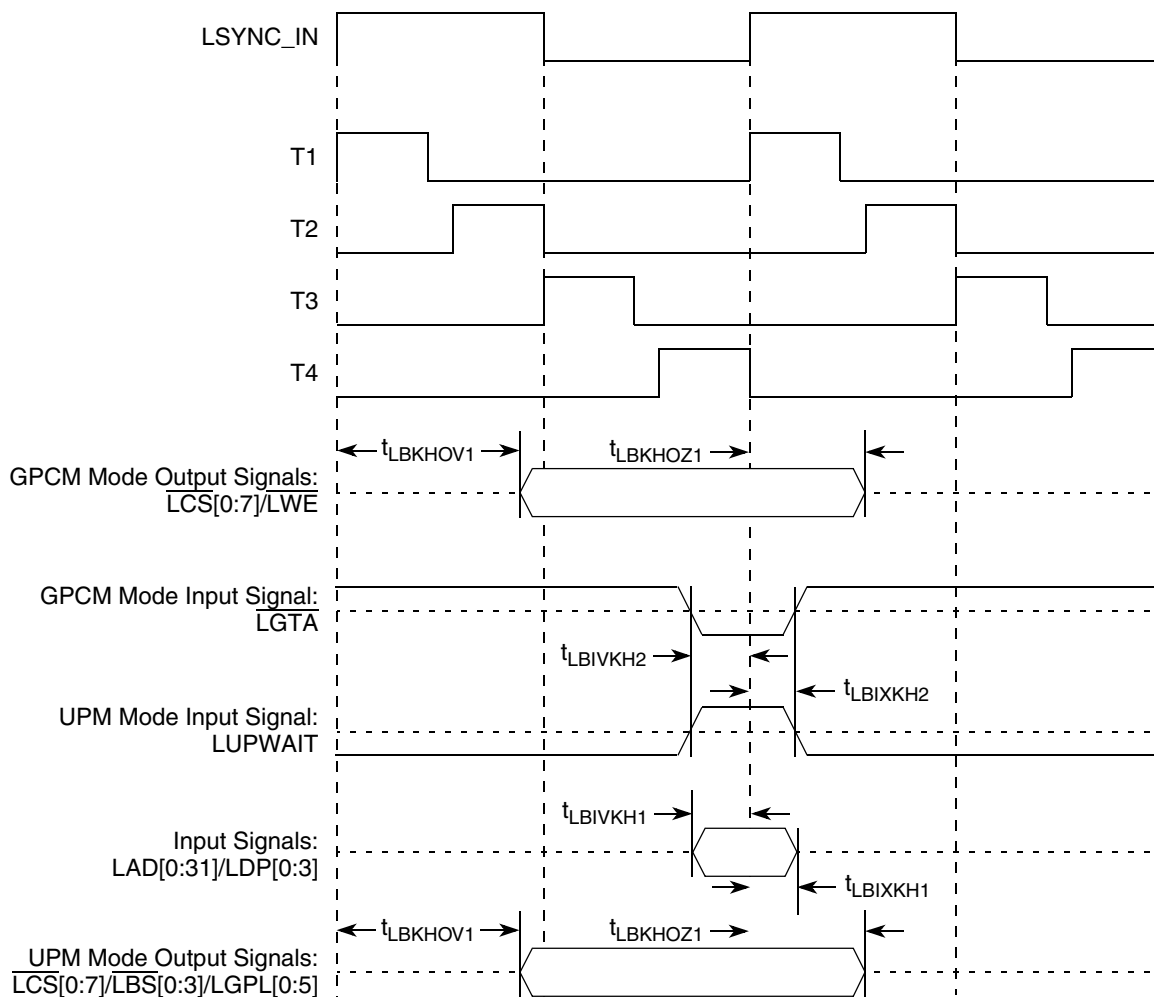 LSYNC_IN
T1
T2
T3
T4
tLBKHOV1
tLBKHOZ1
GPCM Mode Output Signals:
LCS[0:7]/LWE
GPCM Mode Input Signal:
LGTA
tLBIVKH2
tLBIXKH2
UPM Mode Input Signal:
LUPWAIT
tLBIVKH1
Input Signals:
LAD[0:31]/LDP[0:3]
tLBIXKH1
tLBKHOV1
tLBKHOZ1
UPM Mode Output Signals:
LCS[0:7]/LBS[0:3]/LGPL[0:5]